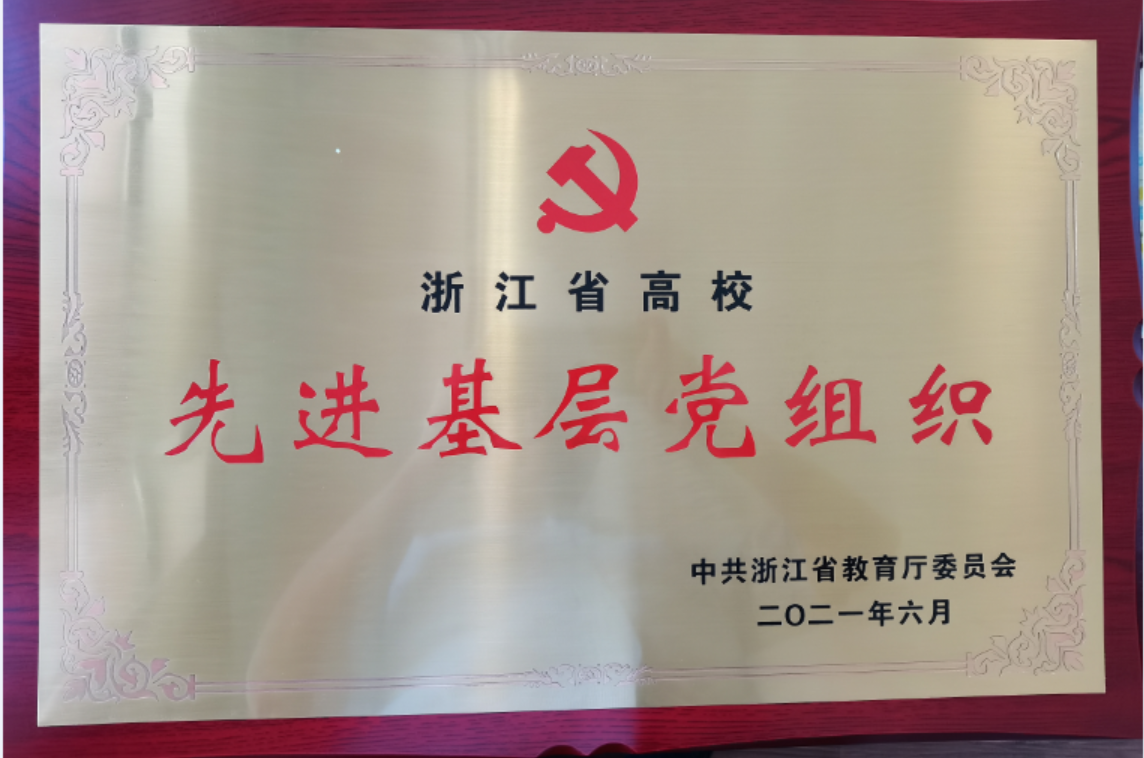 浙江省高校
先进基层党组织
中共浙江省教育厅委员会
二〇二一年六月